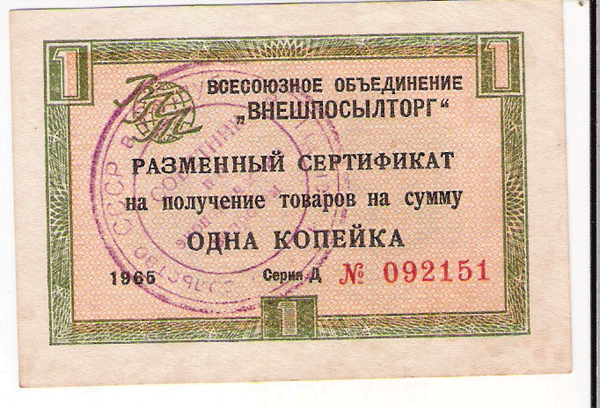 1 1
ВСЕСОЮЗНОЕ ОБЪЕДИНЕНИЕ
„ВНЕШПОСЫЛТОРГ"
РАЗМЕННЫЙ СЕРТИФИКАТ
на получение товаров на сумму
ОДНА КОПЕЙКА
1965 Серия Д № 092151
1
СССР В